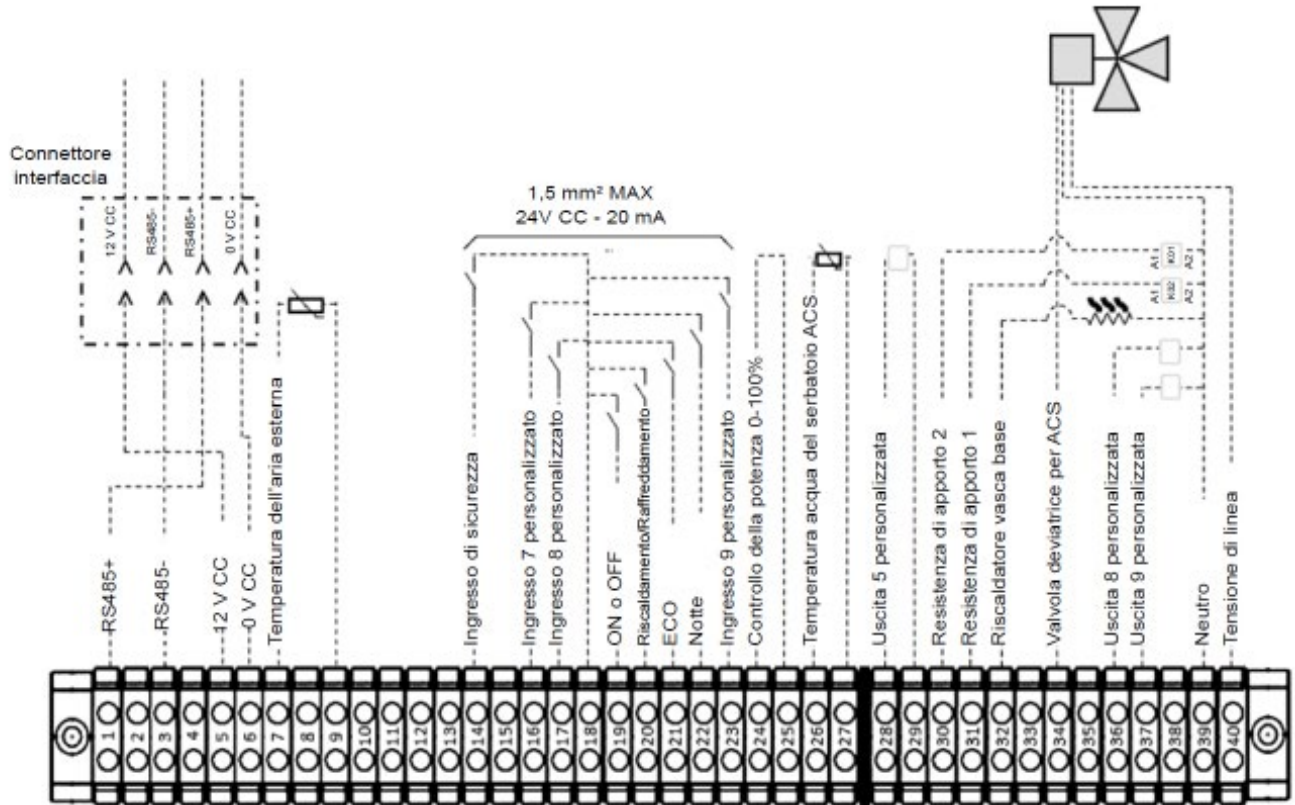 Connettore
interfaccia
12 V CC
RS485-
RS485+
0 V CC
1,5 mm² MAX
24V CC - 20 mA
A1 K01 A2
A1 K02 A2
RS485+
RS485-
12 V CC
0 V CC
Temperatura dell'aria esterna
Ingresso di sicurezza
Ingresso 7 personalizzato
Ingresso 8 personalizzato
ON o OFF
Riscaldamento/Raffreddamento
ECO
Notte
Ingresso 9 personalizzato
Controllo della potenza 0-100%
Temperatura acqua del serbatoio ACS
Uscita 5 personalizzata
Resistenza di apporto 2
Resistenza di apporto 1
Riscaldatore vasca base
Valvola deviatrice per ACS
Uscita 8 personalizzata
Uscita 9 personalizzata
Neutro
Tensione di linea
1 2 3 4 5 6 7 8 9 10 11 12 13 14 15 16 17 18 19 20 21 22 23 24 25 26 27 28 29 30 31 32 33 34 35 36 37 38 39 40